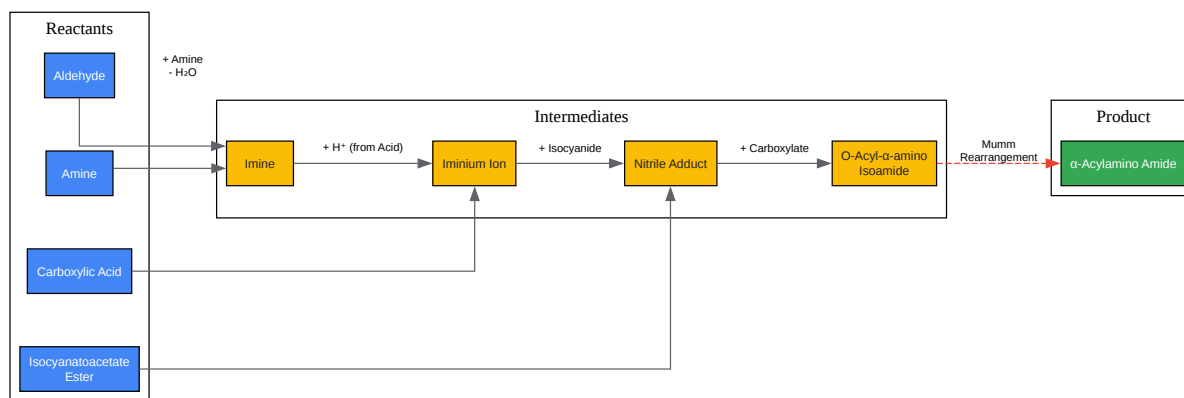 Reactants
Aldehyde
Amine
Carboxylic Acid
Isocyanatoacetate
Ester
+ Amine
- H₂O
Intermediates
Imine
+ H⁺ (from Acid)
Iminium Ion
+ Isocyanide
Nitrile Adduct
+ Carboxylate
O-Acyl-α-amino
Isoamide
Mumm
Rearrangement
Product
α-Acylamino Amide